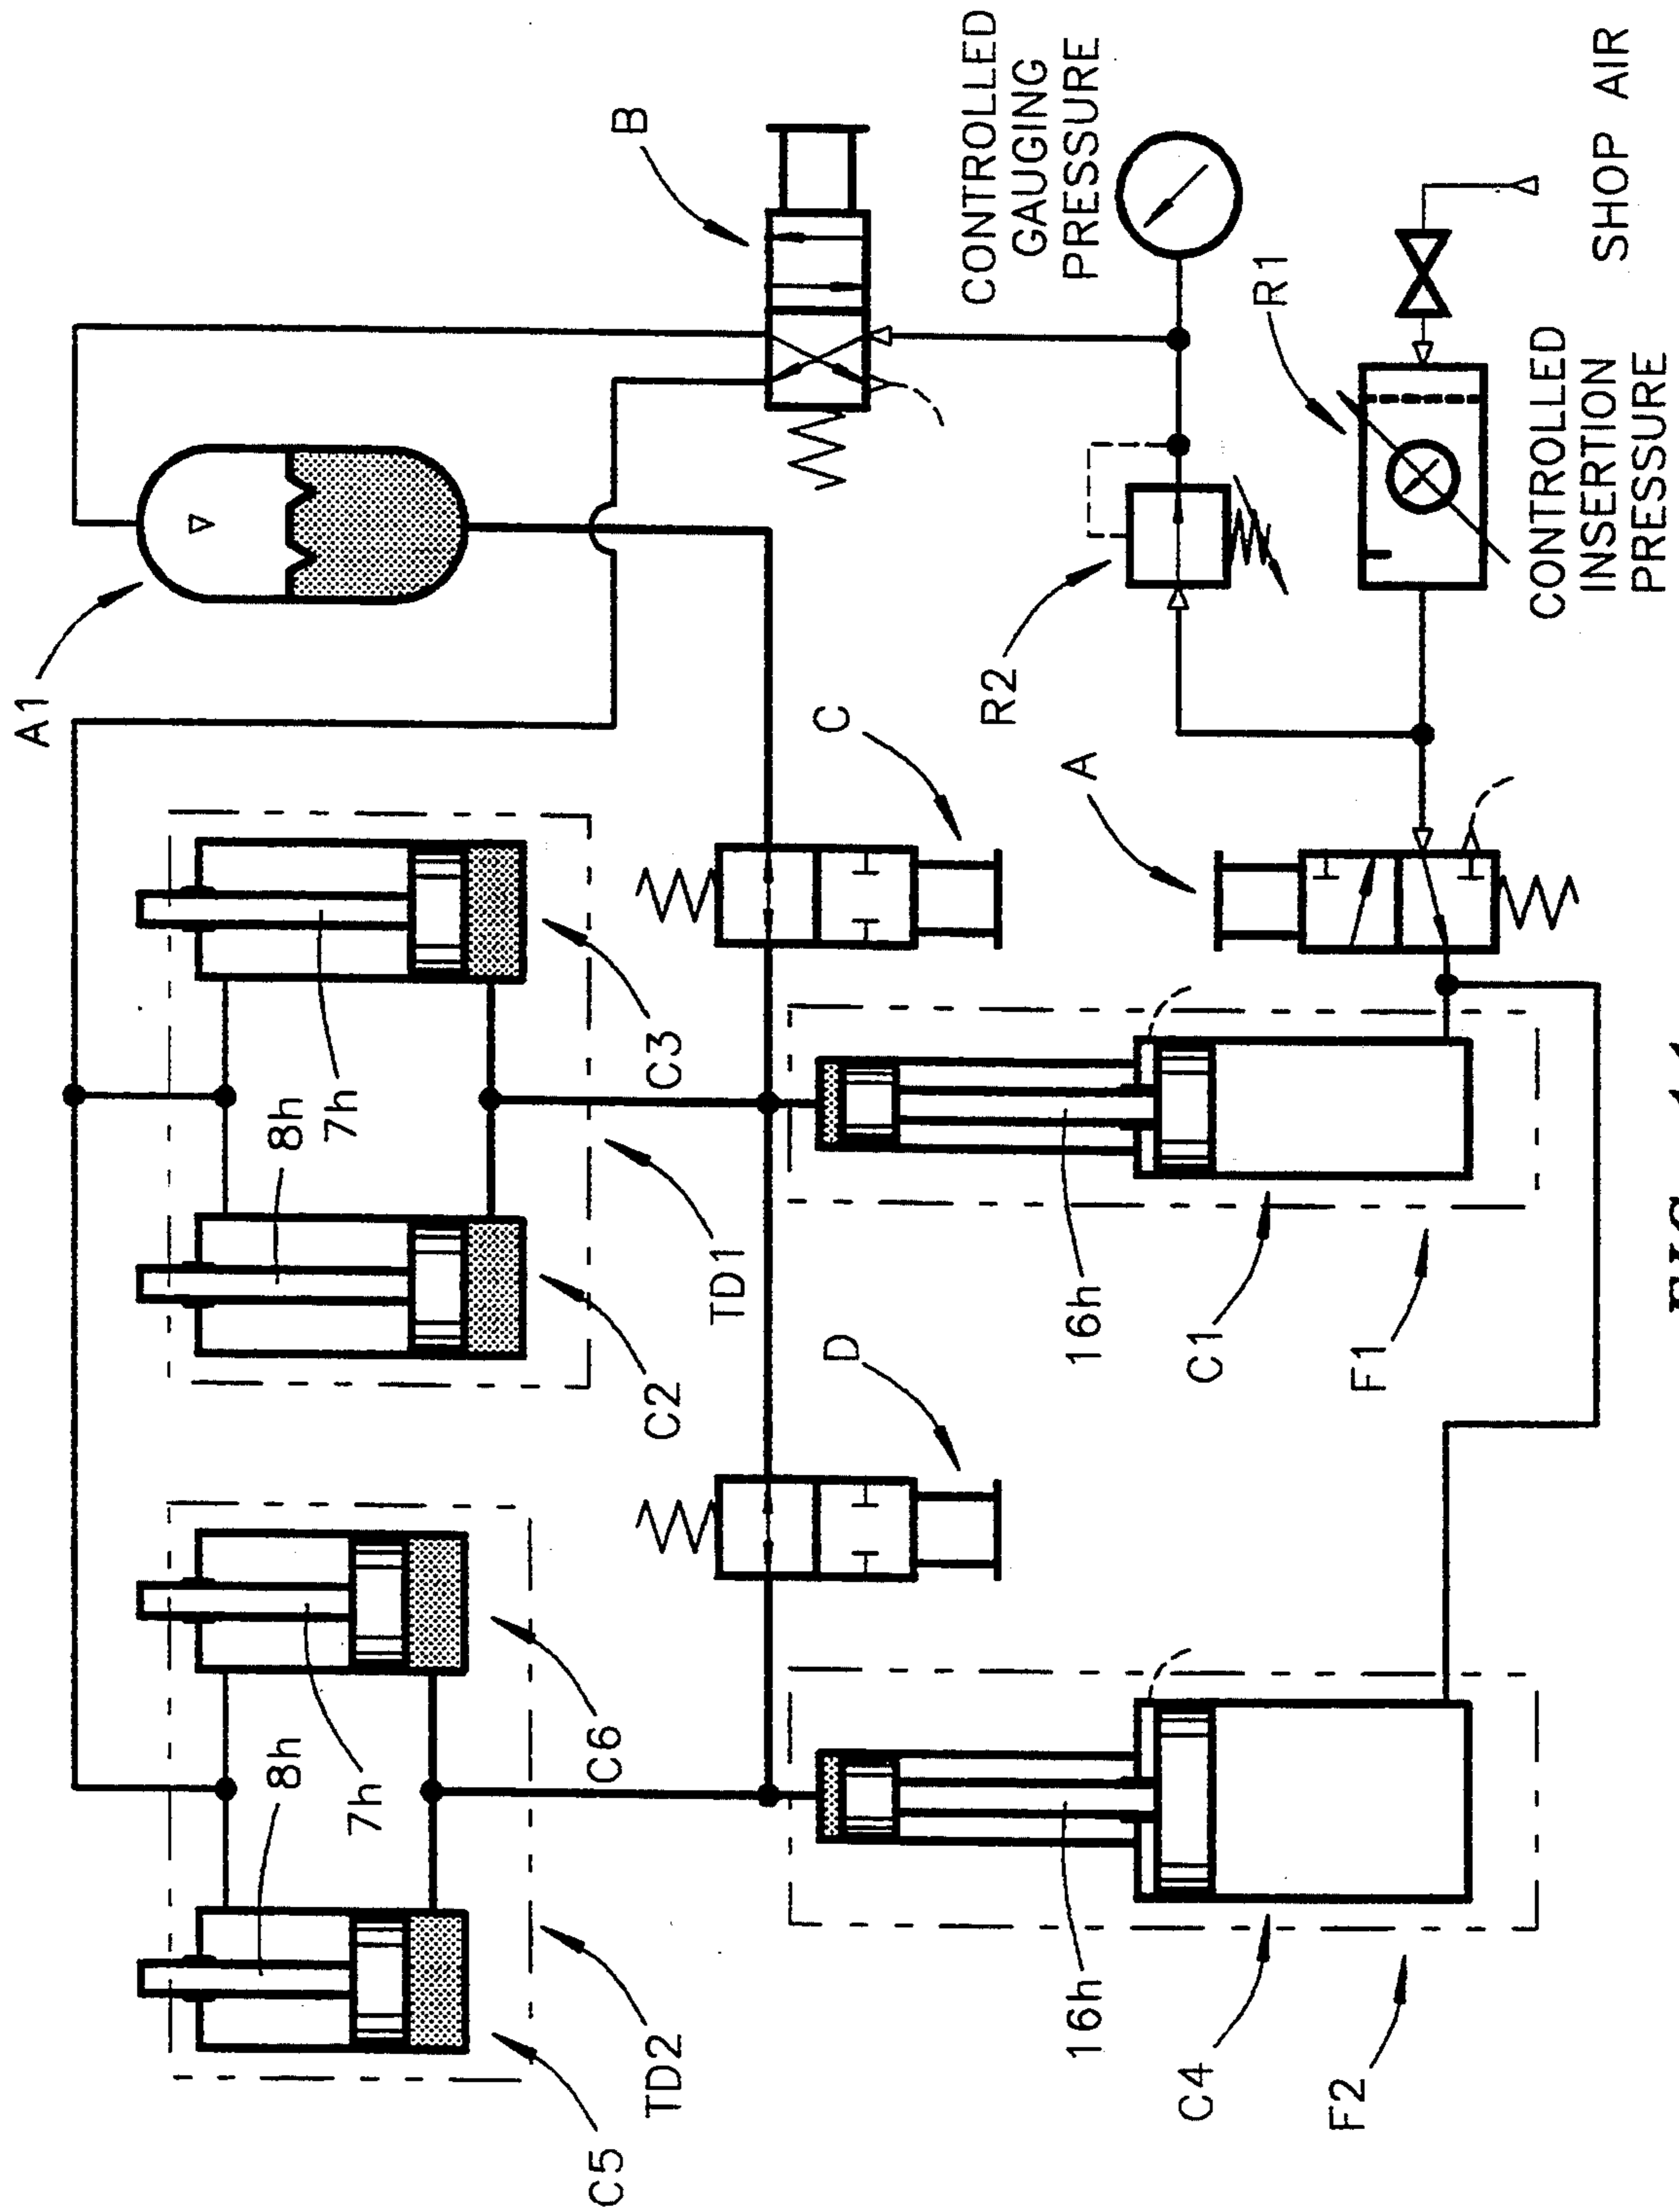 A1
B
C5
TD2
8h
7h
C6
C2
8h
7h
C3
TD1
D
C
R2
CONTROLLED
GAUGING
PRESSURE
16h
C4
F2
16h
C1
F1
A
R1
CONTROLLED
INSERTION
PRESSURE
SHOP AIR